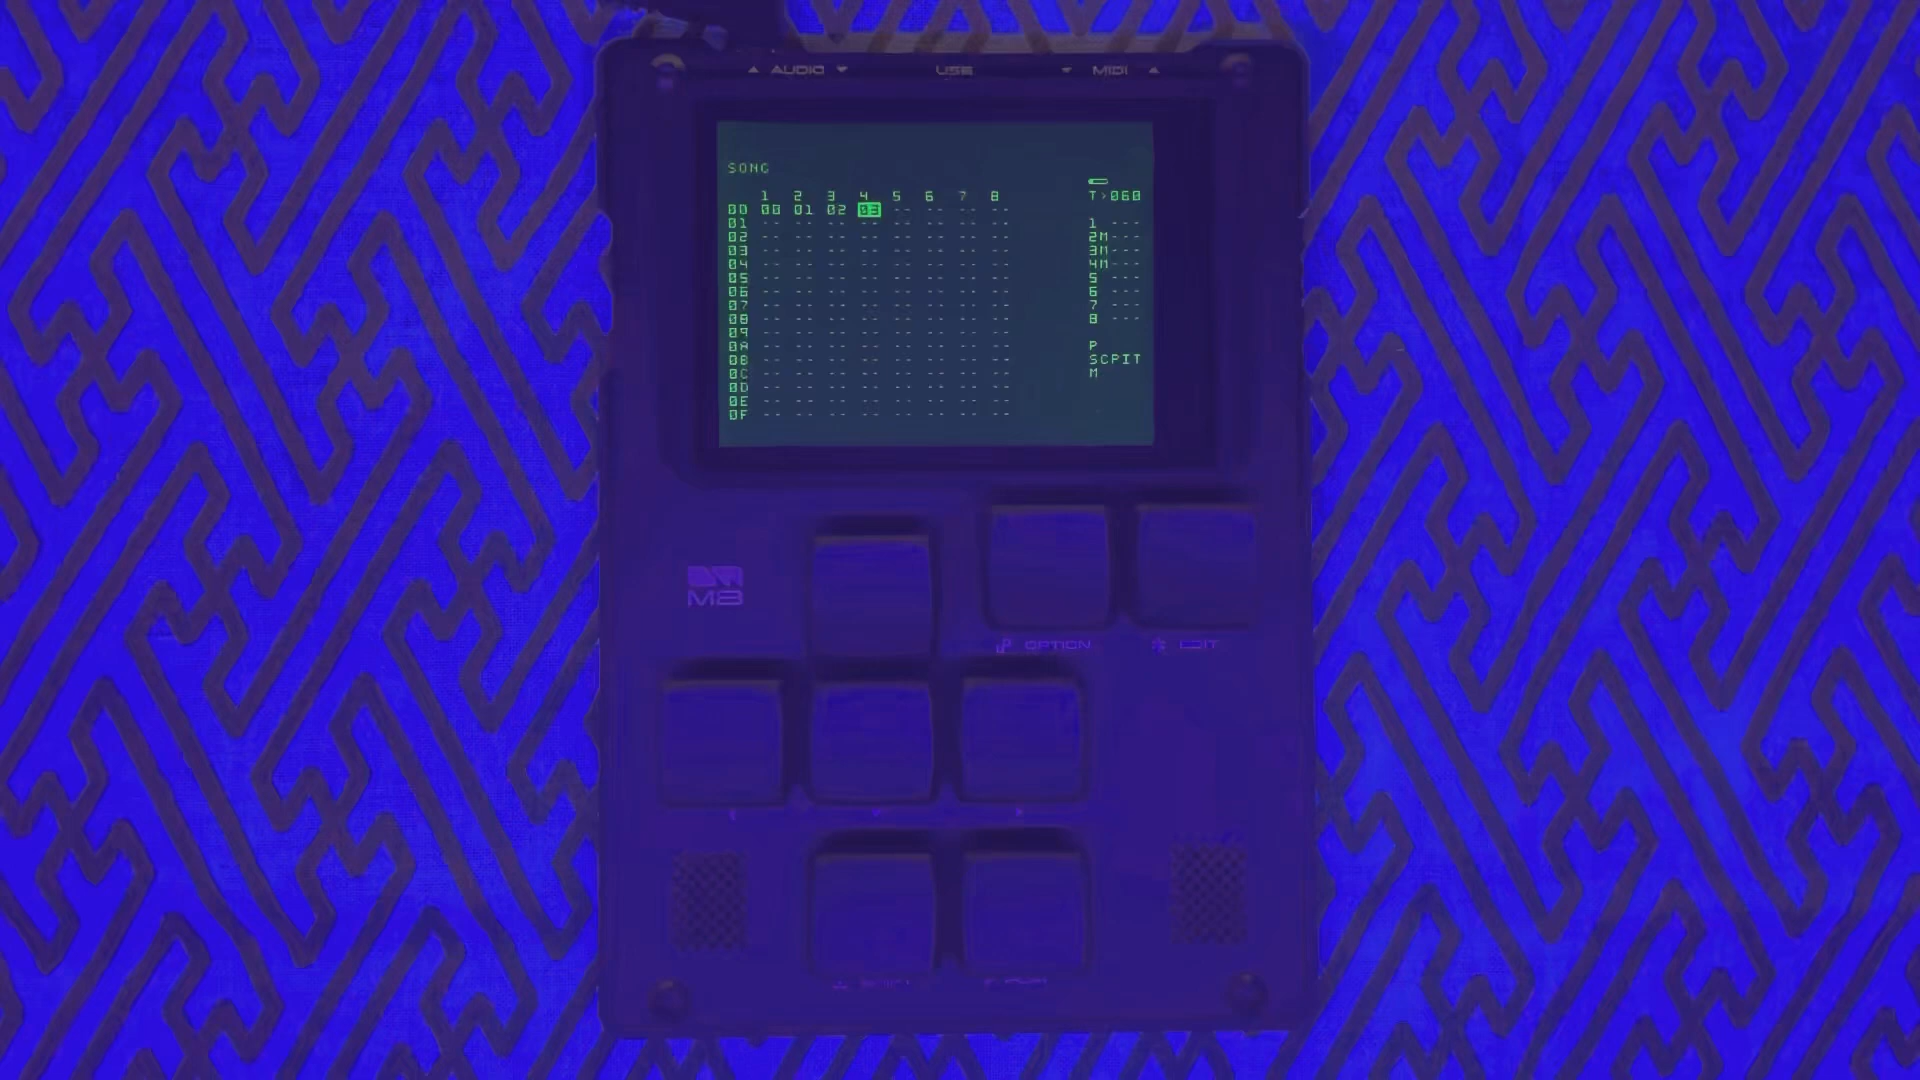 AUDIO USB MIDI
SONG
1 2 3 4 5 6 7 8
T>060
00 00 01 02 03 -- -- -- --
01 -- -- -- -- -- -- -- --
1 ---
02 -- -- -- -- -- -- -- --
2M---
03 -- -- -- -- -- -- -- --
3M---
04 -- -- -- -- -- -- -- --
4M---
05 -- -- -- -- -- -- -- --
5 ---
06 -- -- -- -- -- -- -- --
6 ---
07 -- -- -- -- -- -- -- --
7 ---
08 -- -- -- -- -- -- -- --
8 ---
09 -- -- -- -- -- -- -- --
0A -- -- -- -- -- -- -- --
P
0B -- -- -- -- -- -- -- --
SCPIT
0C -- -- -- -- -- -- -- --
M
0D -- -- -- -- -- -- -- --
0E -- -- -- -- -- -- -- --
0F -- -- -- -- -- -- -- --
M8
OPTION
EDIT